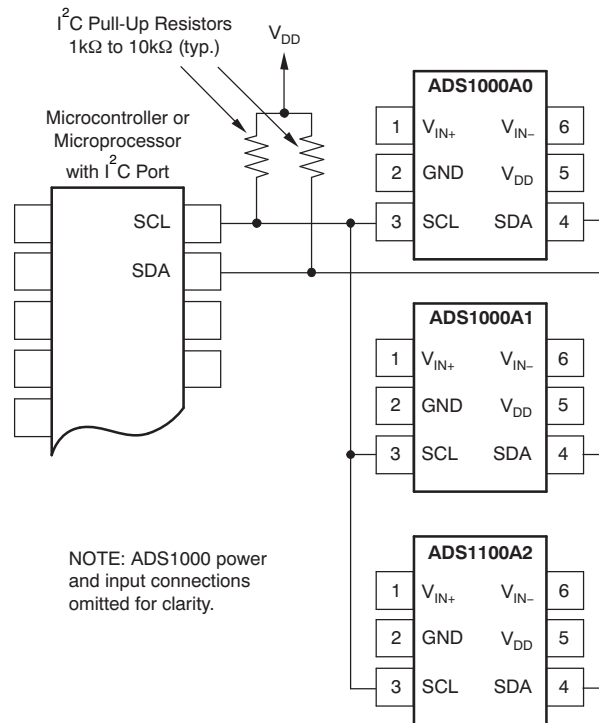 I²C Pull-Up Resistors
1kΩ to 10kΩ (typ.)
V_DD
Microcontroller or
Microprocessor
with I²C Port
SCL
SDA
ADS1000A0
1 V_IN+ V_IN– 6
2 GND V_DD 5
3 SCL SDA 4
ADS1000A1
1 V_IN+ V_IN– 6
2 GND V_DD 5
3 SCL SDA 4
NOTE: ADS1000 power
and input connections
omitted for clarity.
ADS1100A2
1 V_IN+ V_IN– 6
2 GND V_DD 5
3 SCL SDA 4